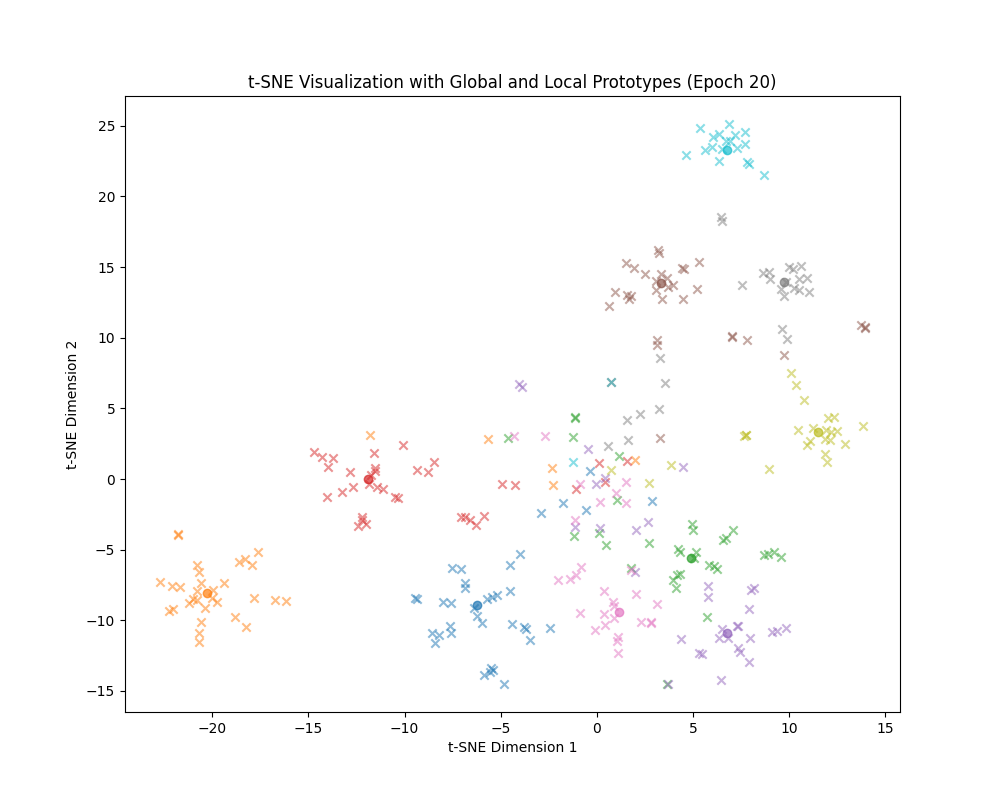 t-SNE Visualization with Global and Local Prototypes (Epoch 20)
25
20
15
10
5
0
−5
−10
−15
t-SNE Dimension 2
−20 −15 −10 −5 0 5 10 15
t-SNE Dimension 1